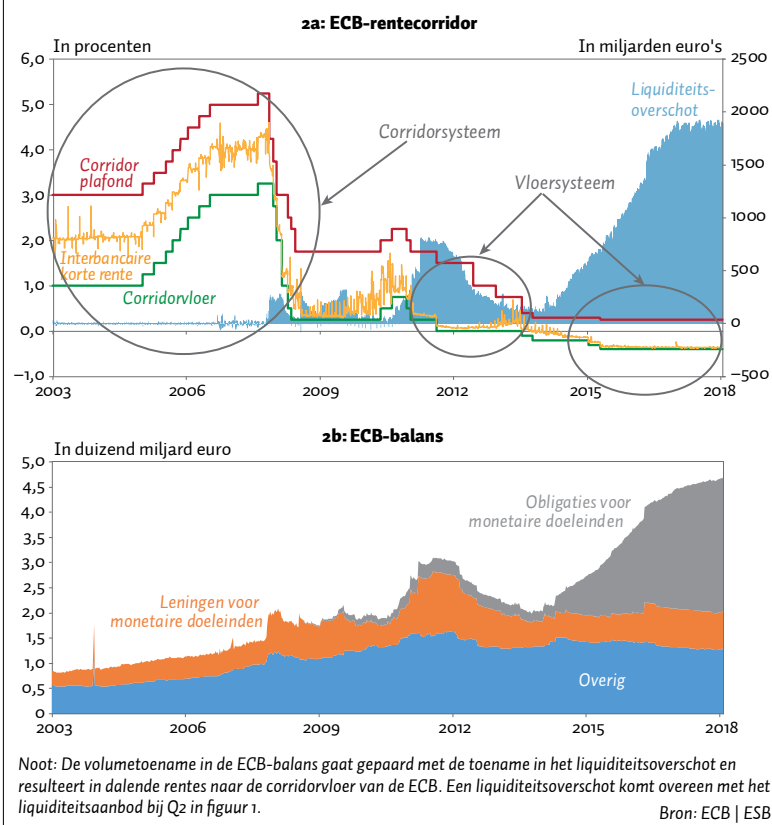 2a: ECB-rentecorridor
In procenten
In miljarden euro's
6,0
5,0
4,0
3,0
2,0
1,0
0,0
–1,0
2500
2000
1500
1000
500
0
–500
Liquiditeits-
overschot
Corridorsysteem
Corridor
plafond
Vloersysteem
Interbancaire
korte rente
Corridorvloer
2003
2006
2009
2012
2015
2018
2b: ECB-balans
In duizend miljard euro
5,0
4,5
4,0
3,5
3,0
2,5
2,0
1,5
1,0
0,5
0
Obligaties voor
monetaire doeleinden
Leningen voor
monetaire doeleinden
Overig
2003
2006
2009
2012
2015
2018
Noot: De volumetoename in de ECB-balans gaat gepaard met de toename in het liquiditeitsoverschot en
resulteert in dalende rentes naar de corridorvloer van de ECB. Een liquiditeitsoverschot komt overeen met het
liquiditeitsaanbod bij Q2 in figuur 1.
Bron: ECB | ESB